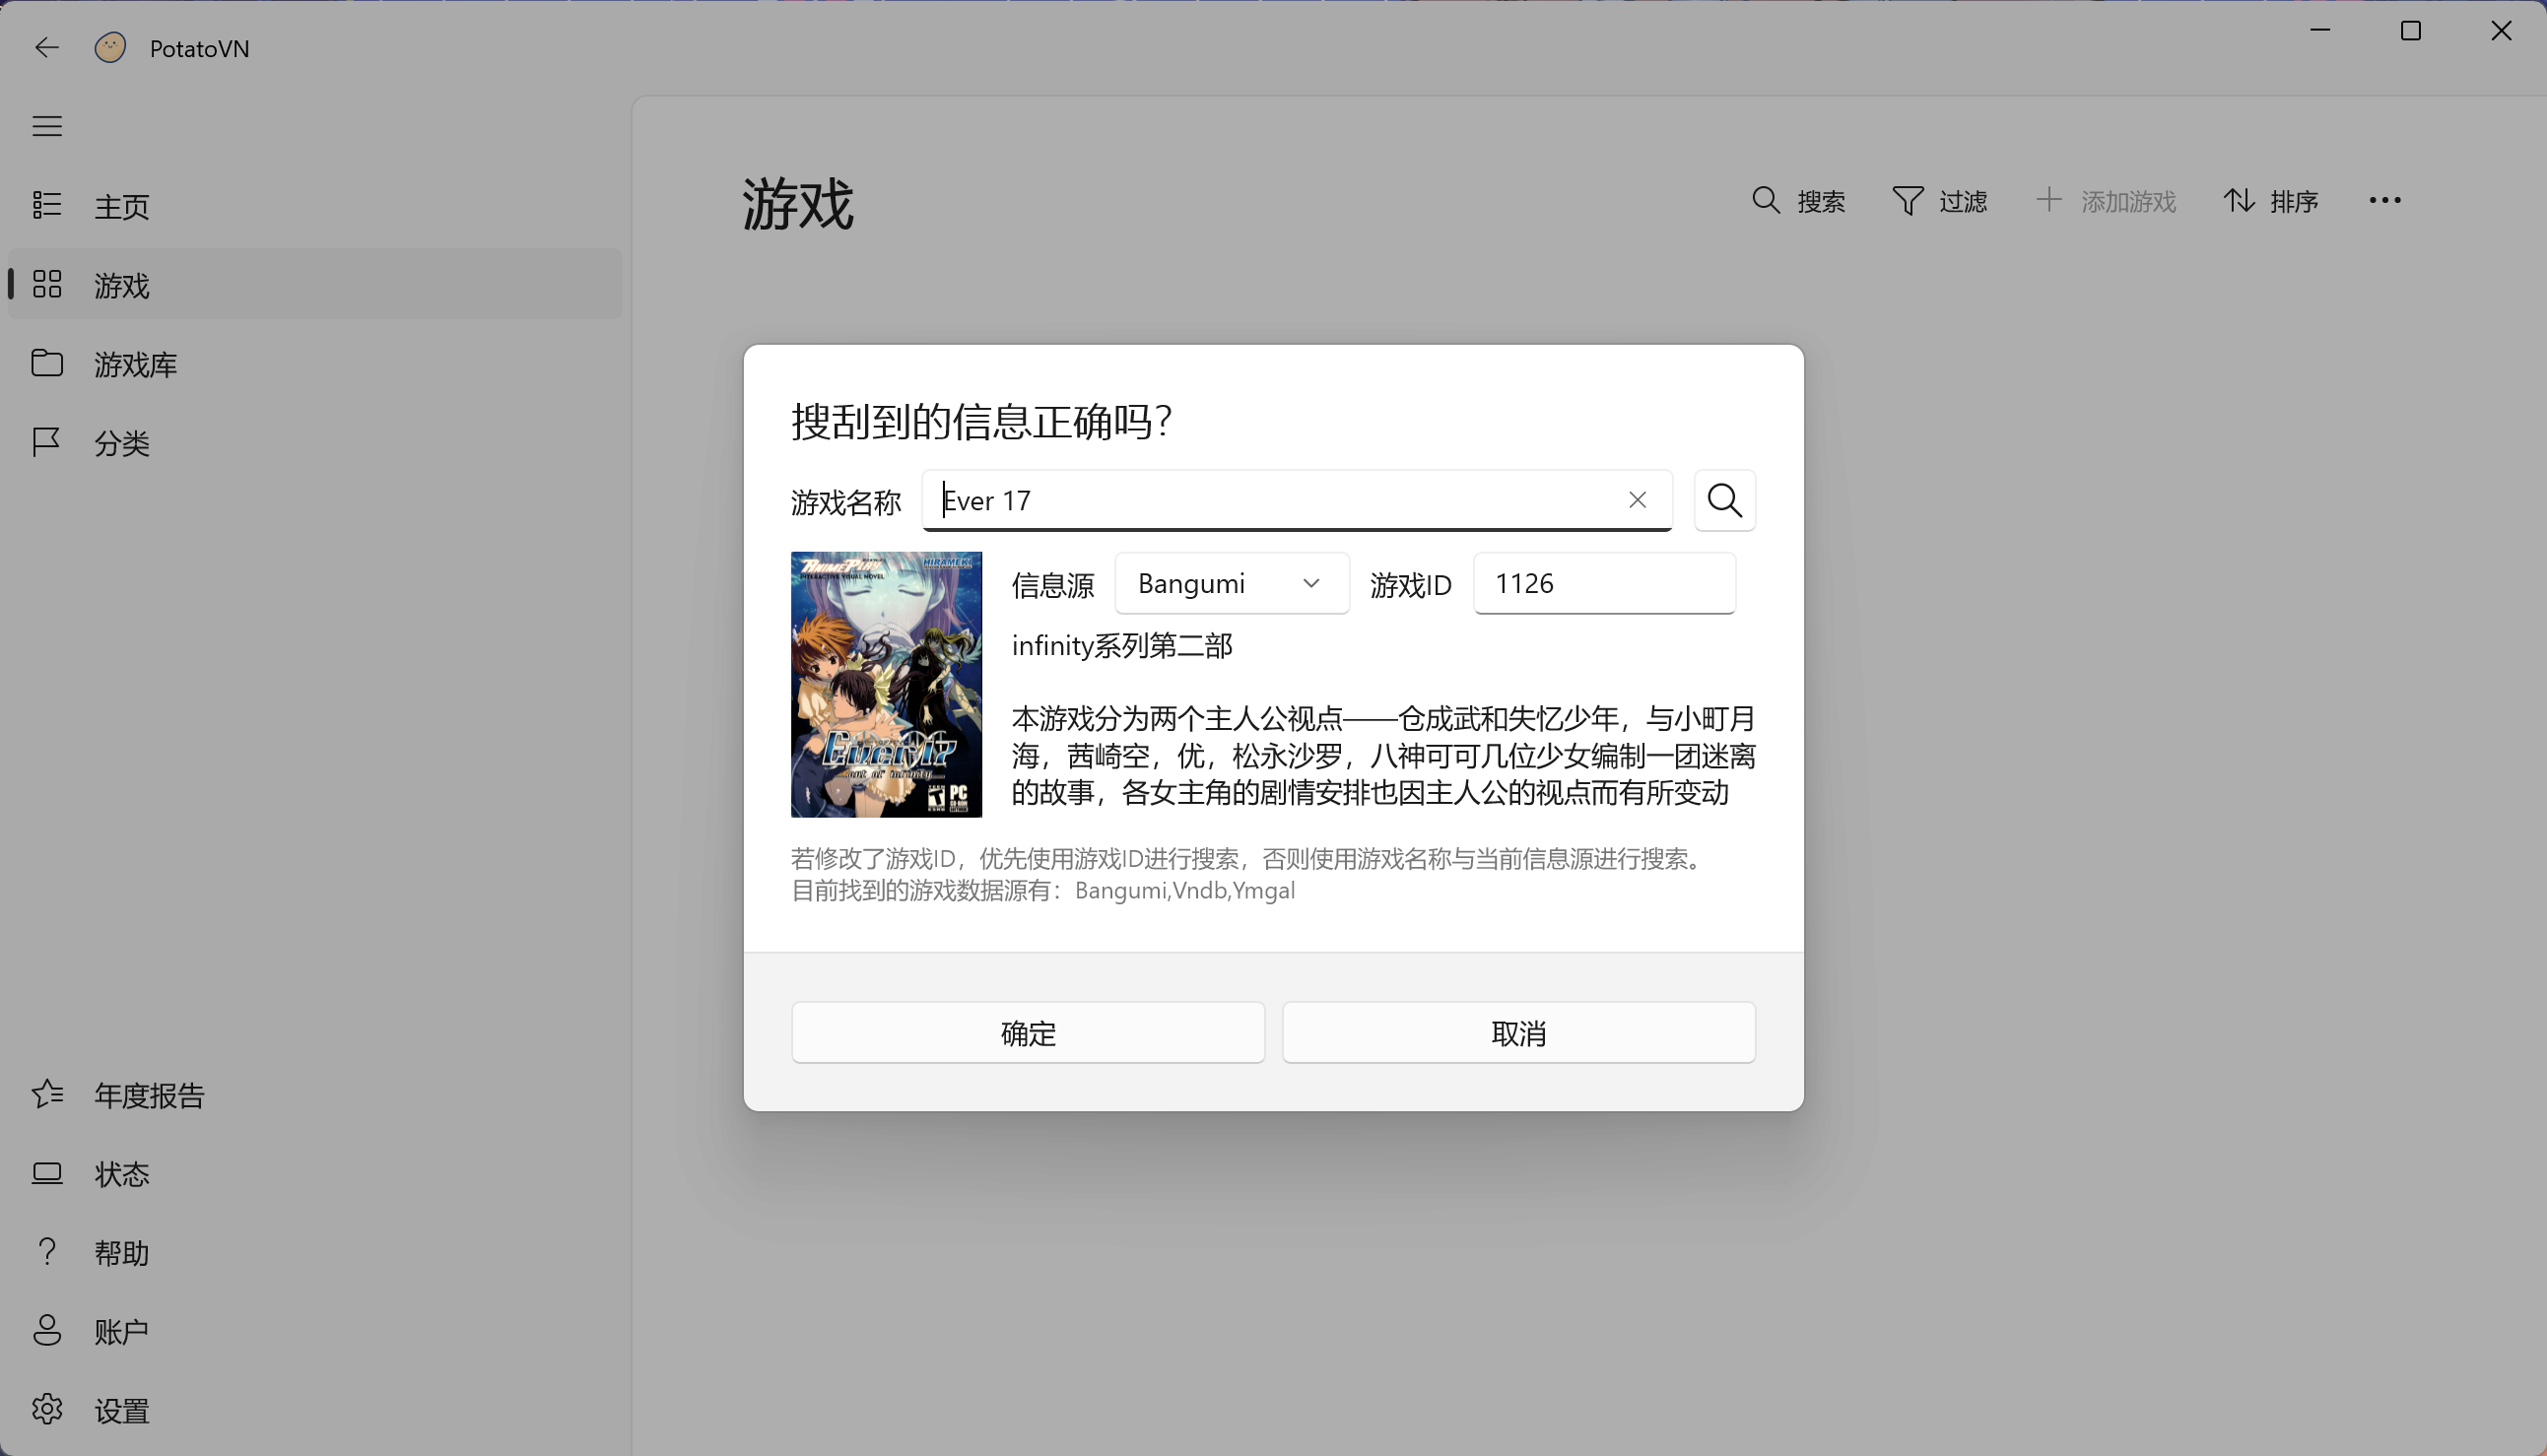 PotatoVN
主页
游戏
游戏库
分类
年度报告
状态
帮助
账户
设置
游戏
搜索
过滤
添加游戏
排序
搜刮到的信息正确吗？
游戏名称
Ever 17
ANIMEPLAY
INTERACTIVE VISUAL NOVEL
HIRAMEKI
Ever17
out of infinity
T
PC
信息源
Bangumi
游戏ID
1126
infinity系列第二部
本游戏分为两个主人公视点——仓成武和失忆少年，与小町月
海，茜崎空，优，松永沙罗，八神可可几位少女编制一团迷离
的故事，各女主角的剧情安排也因主人公的视点而有所变动
若修改了游戏ID，优先使用游戏ID进行搜索，否则使用游戏名称与当前信息源进行搜索。
目前找到的游戏数据源有：Bangumi,Vndb,Ymgal
确定
取消